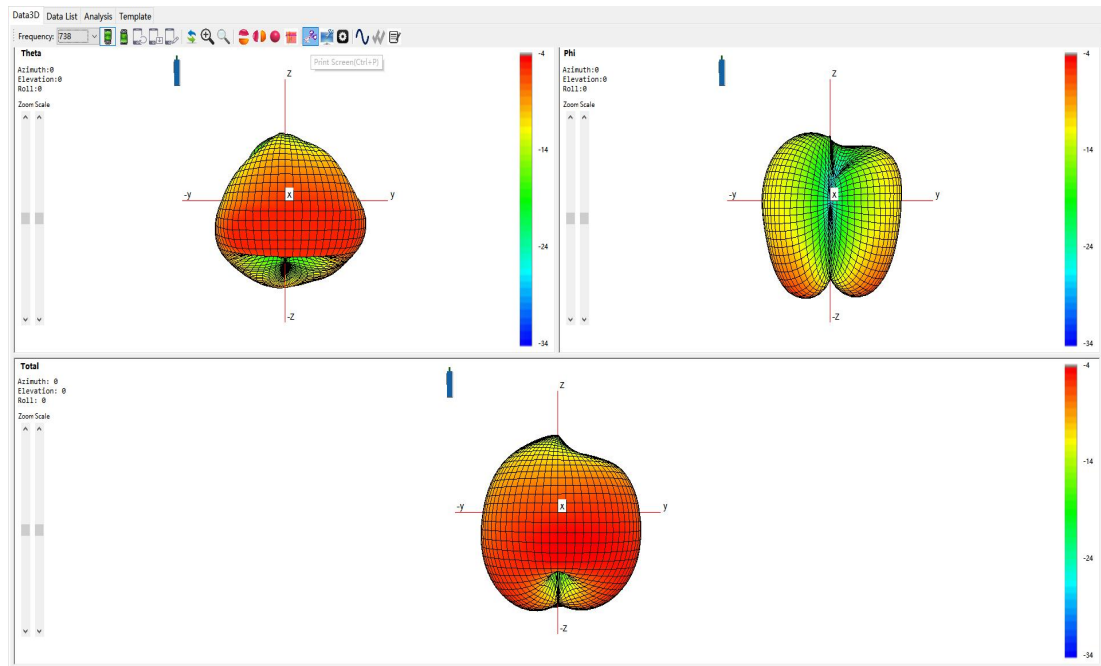 Data3D Data List Analysis Template
Frequency: 738
Print Screen(Ctrl+P)
Theta
Azimuth:0
Elevation:0
Roll:0
Zoom Scale
Z
-y
x
y
-Z
-4
-14
-24
-34
Phi
Azimuth:0
Elevation:0
Roll:0
Zoom Scale
Z
-y
x
y
-Z
-4
-14
-24
-34
Total
Azimuth: 0
Elevation: 0
Roll: 0
Zoom Scale
Z
-y
x
y
-Z
-4
-14
-24
-34